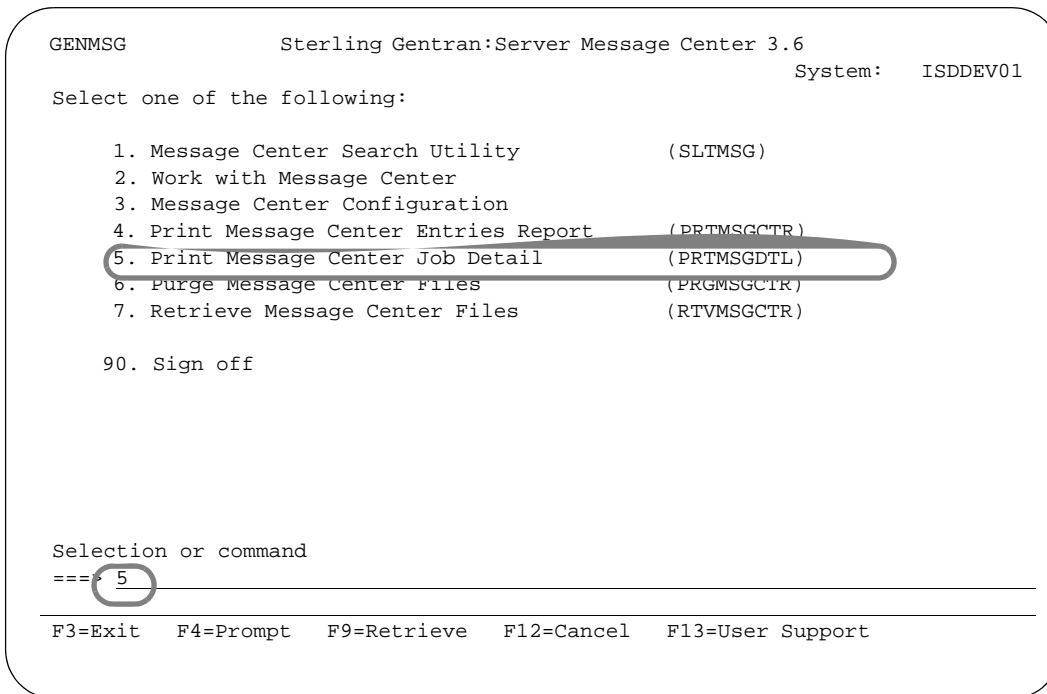 GENMSG Sterling Gentran:Server Message Center 3.6
System: ISDDEV01
Select one of the following:
1. Message Center Search Utility (SLTMSG)
2. Work with Message Center
3. Message Center Configuration
4. Print Message Center Entries Report (PRTMSGCTR)
5. Print Message Center Job Detail (PRTMSGDTL)
6. Purge Message Center Files (PRGMSGCTR)
7. Retrieve Message Center Files (RTVMSGCTR)
90. Sign off
Selection or command
===> 5
F3=Exit F4=Prompt F9=Retrieve F12=Cancel F13=User Support